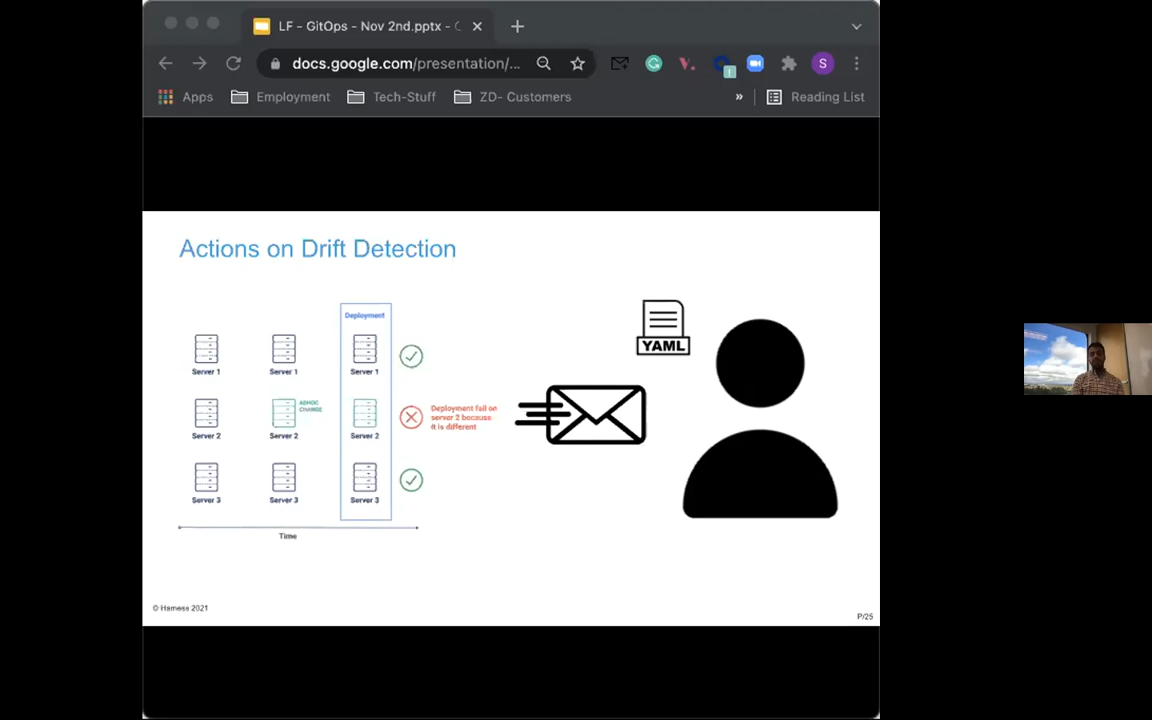 LF - GitOps - Nov 2nd.pptx -
docs.google.com/presentation/...
S
Apps
Employment
Tech-Stuff
ZD- Customers
»
Reading List
Actions on Drift Detection
Deployment
Server 1
Server 1
Server 1
ADHOC
CHANGE
Server 2
Server 2
Server 2
Deployment fail on
server 2 because
it is different
Server 3
Server 3
Server 3
Time
YAML
© Harness 2021
P/25